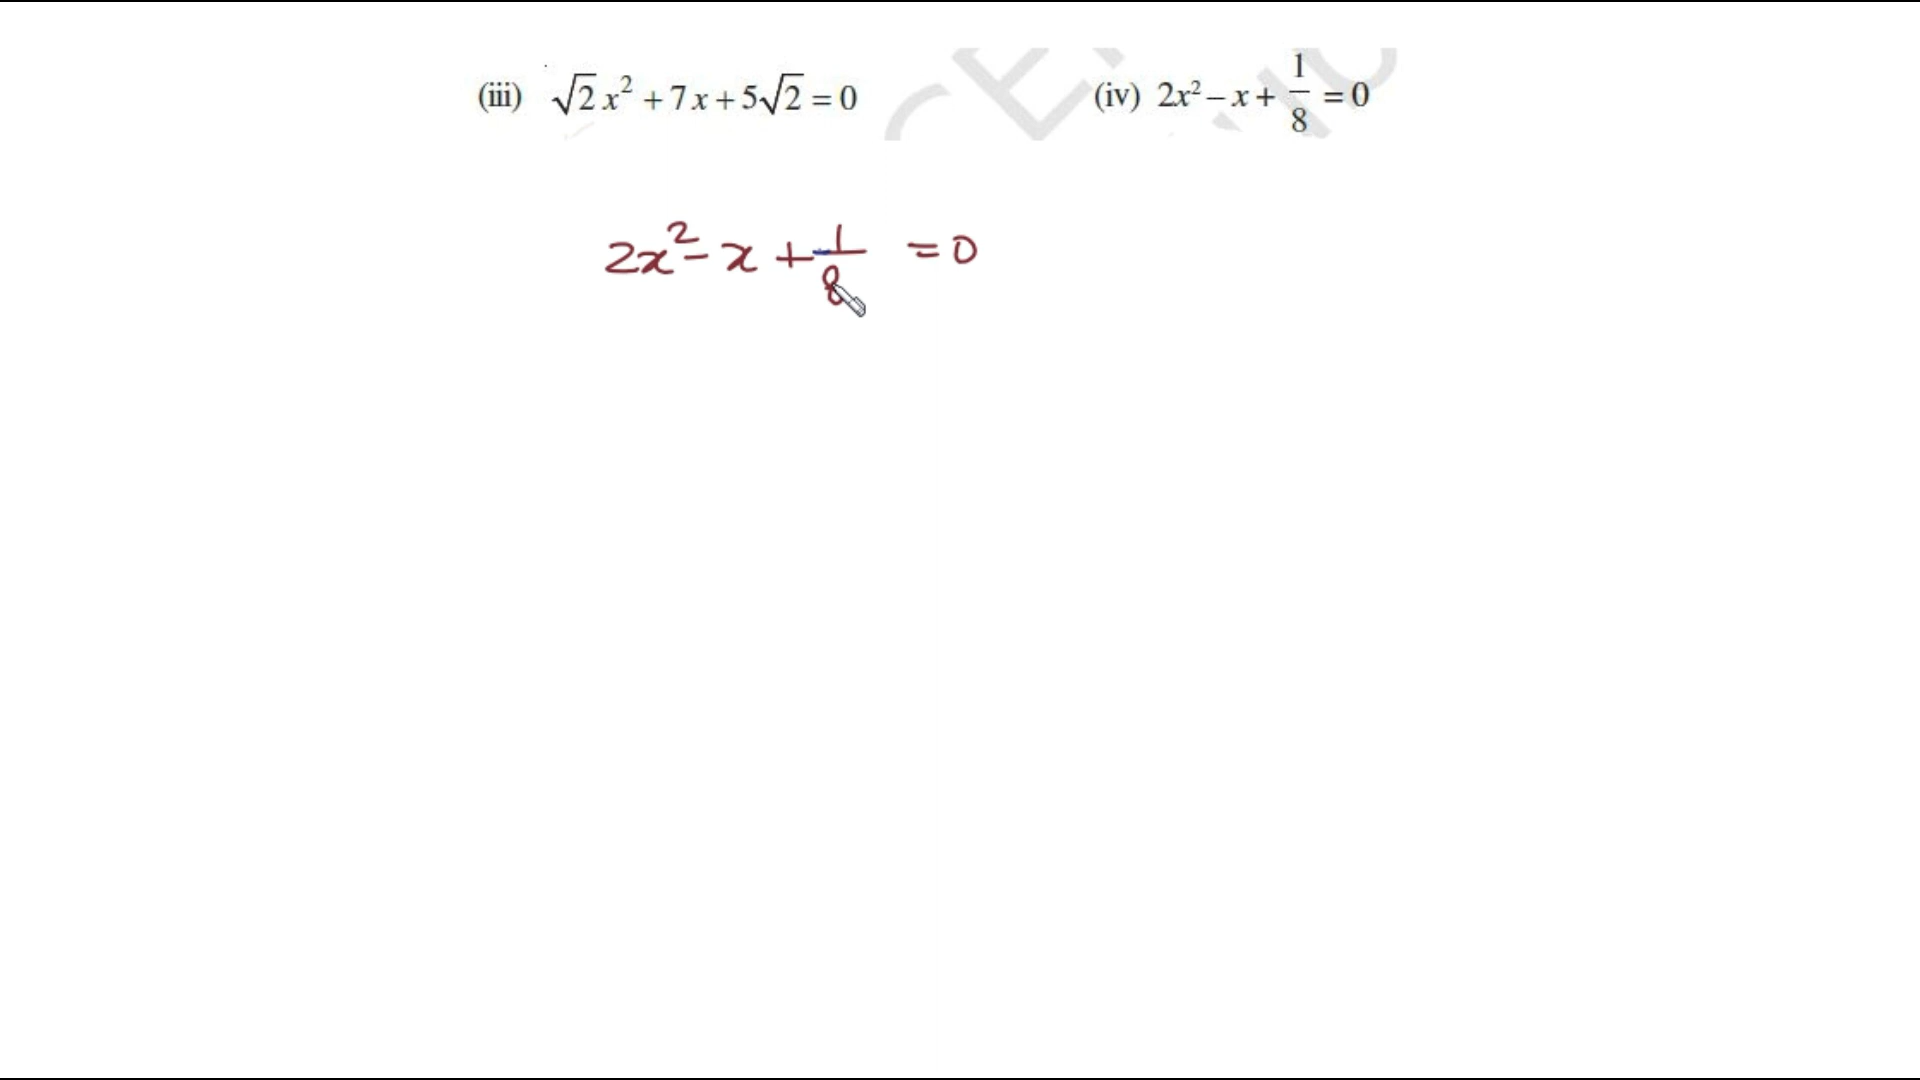 (iii) √2 x² + 7x + 5√2 = 0 (iv) 2x² – x + 1/8 = 0
2x² - x + 1/8 = 0